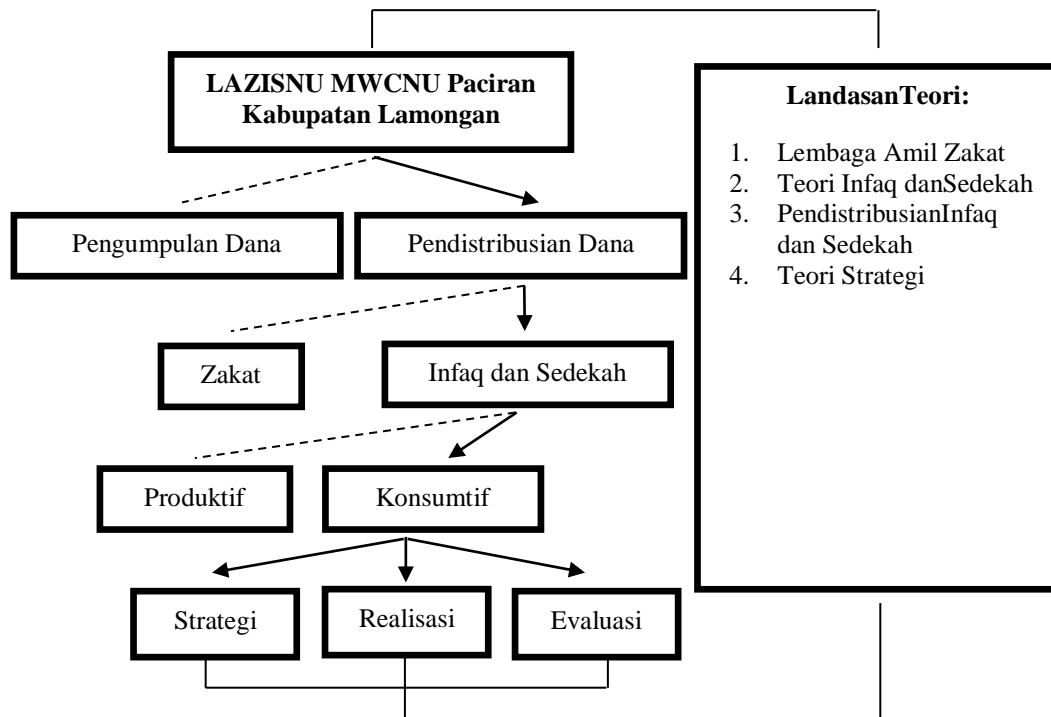 LAZISNU MWCNU Paciran
Kabupatan Lamongan
Pengumpulan Dana
Pendistribusian Dana
Zakat
Infaq dan Sedekah
Produktif
Konsumtif
Strategi
Realisasi
Evaluasi
LandasanTeori:
1. Lembaga Amil Zakat
2. Teori Infaq danSedekah
3. PendistribusianInfaq
dan Sedekah
4. Teori Strategi